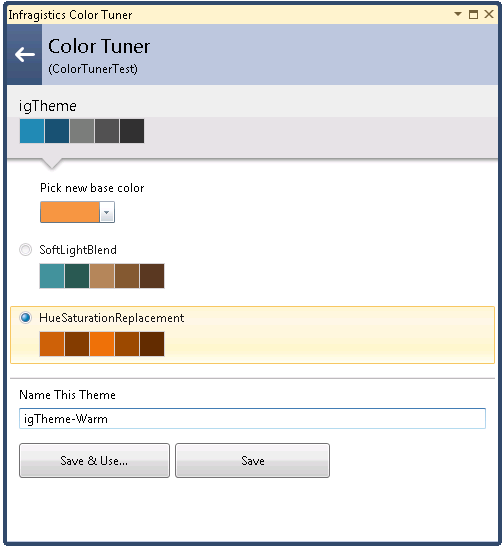 Infragistics Color Tuner
Color Tuner
(ColorTunerTest)
igTheme
Pick new base color
SoftLightBlend
HueSaturationReplacement
Name This Theme
igTheme-Warm
Save & Use...
Save